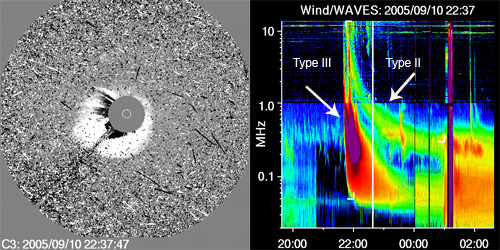 C3: 2005/09/10 22:37:47
Wind/WAVES: 2005/09/10 22:37
10
Type III
Type II
1.0
MHz
0.1
20:00 22:00 00:00 02:00